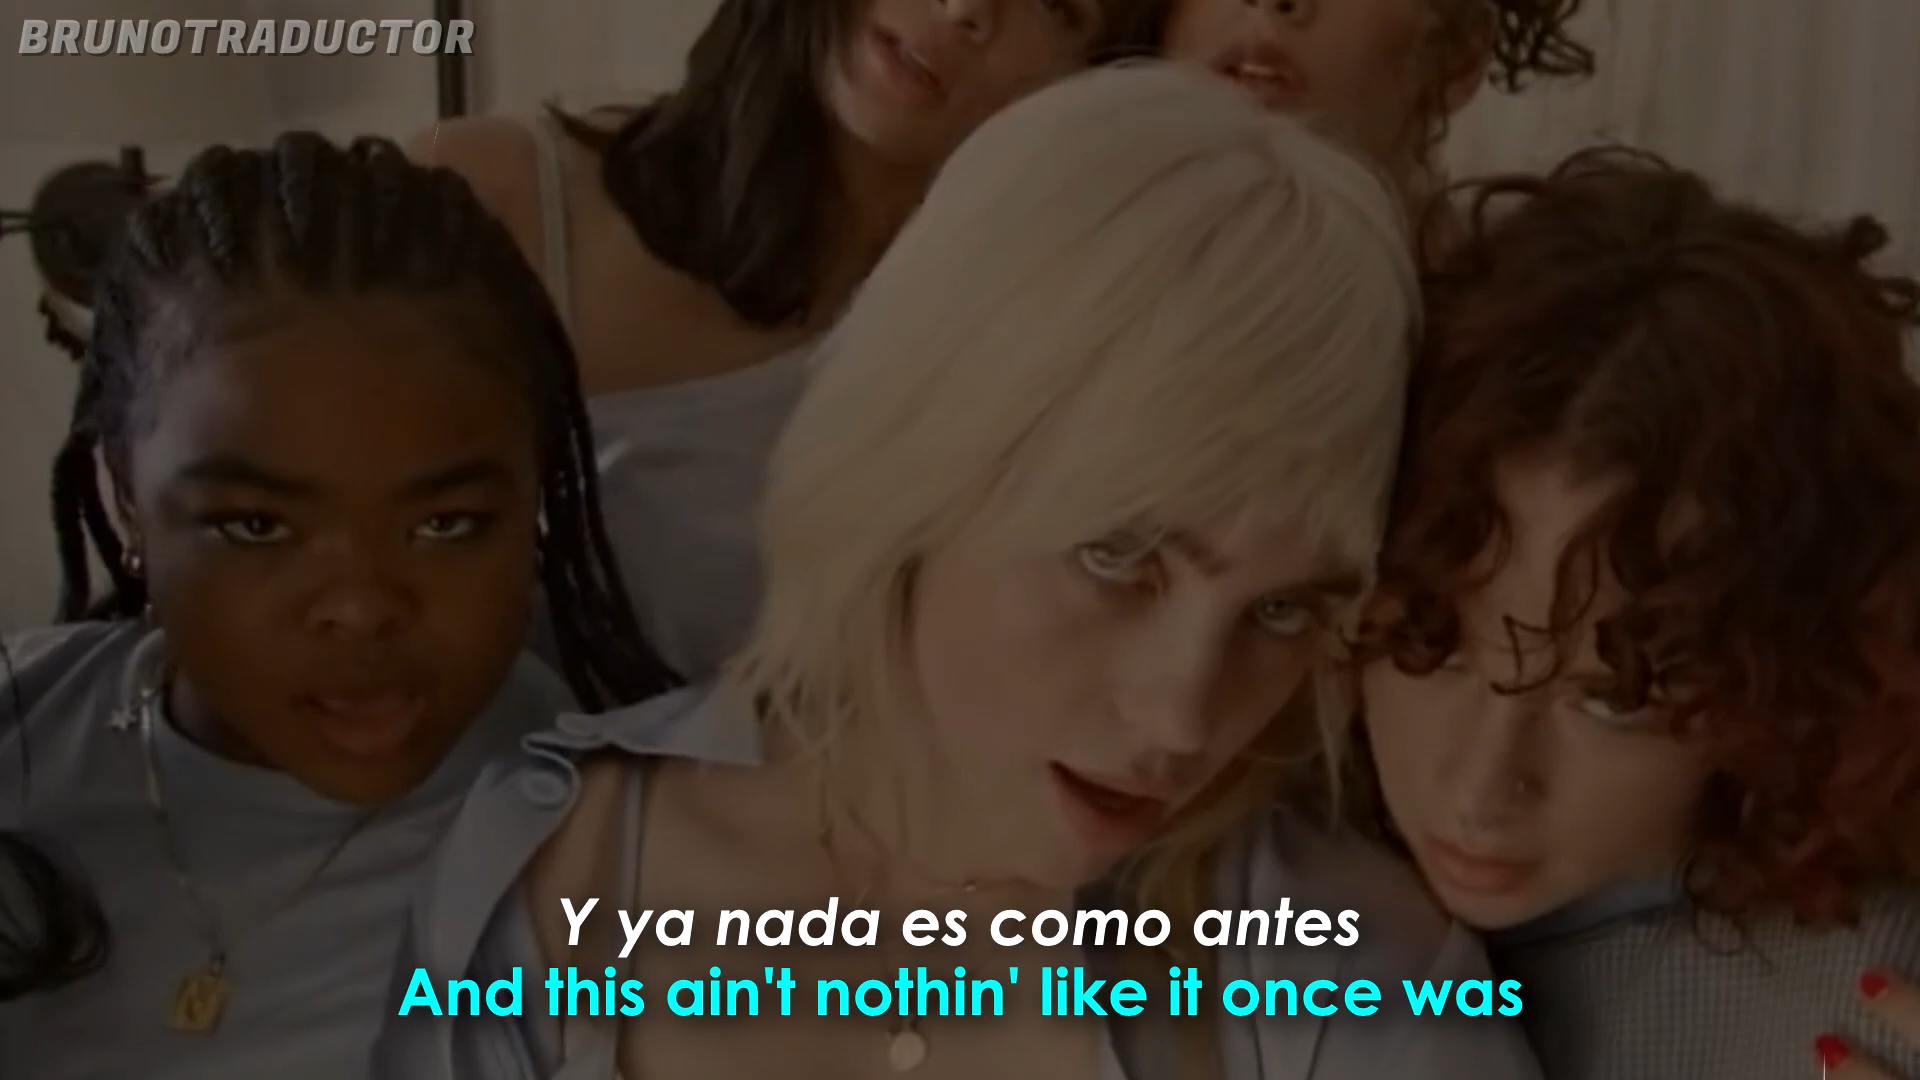 BRUNOTRADUCTOR
Y ya nada es como antes
And this ain't nothin' like it once was